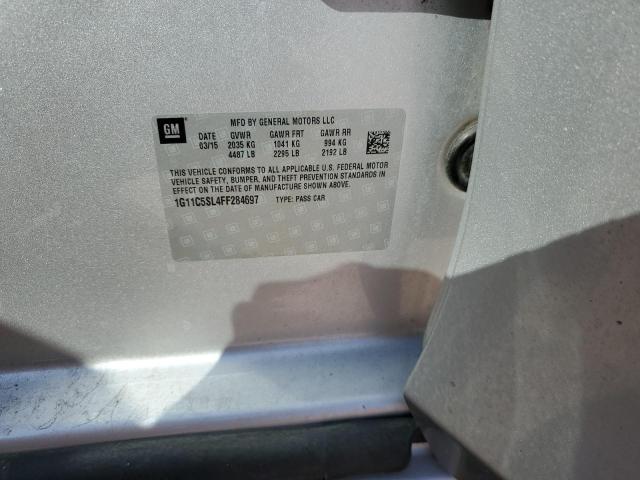 GM
MFD BY GENERAL MOTORS LLC
DATE GVWR GAWR FRT GAWR RR
03/15 2035 KG 1041 KG 994 KG
4487 LB 2295 LB 2192 LB
THIS VEHICLE CONFORMS TO ALL APPLICABLE U.S. FEDERAL MOTOR
VEHICLE SAFETY, BUMPER, AND THEFT PREVENTION STANDARDS IN
EFFECT ON THE DATE OF MANUFACTURE SHOWN ABOVE.
1G11C5SL4FF284697 TYPE: PASS CAR